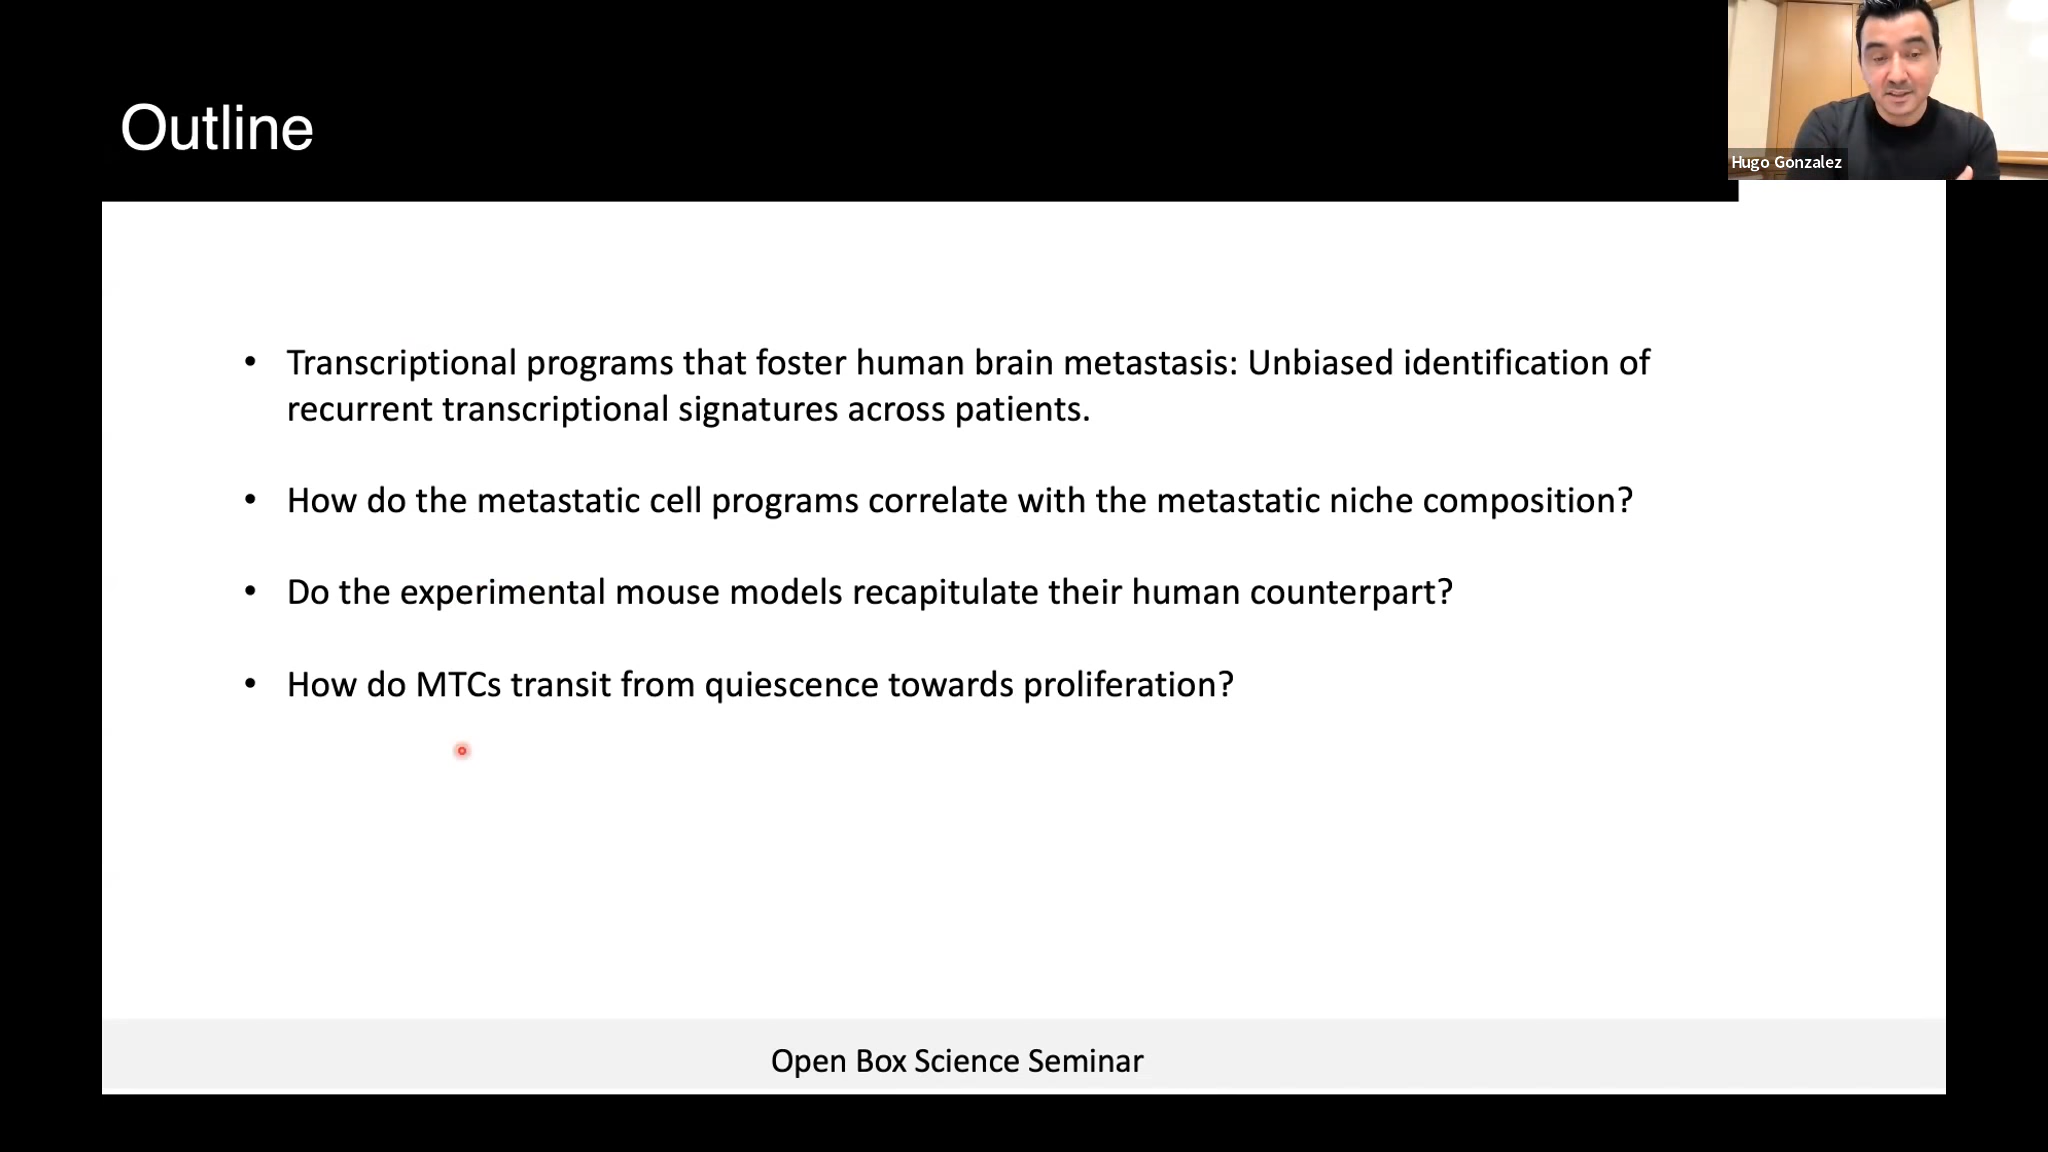 Outline
Hugo Gonzalez
• Transcriptional programs that foster human brain metastasis: Unbiased identification of
recurrent transcriptional signatures across patients.
• How do the metastatic cell programs correlate with the metastatic niche composition?
• Do the experimental mouse models recapitulate their human counterpart?
• How do MTCs transit from quiescence towards proliferation?
Open Box Science Seminar